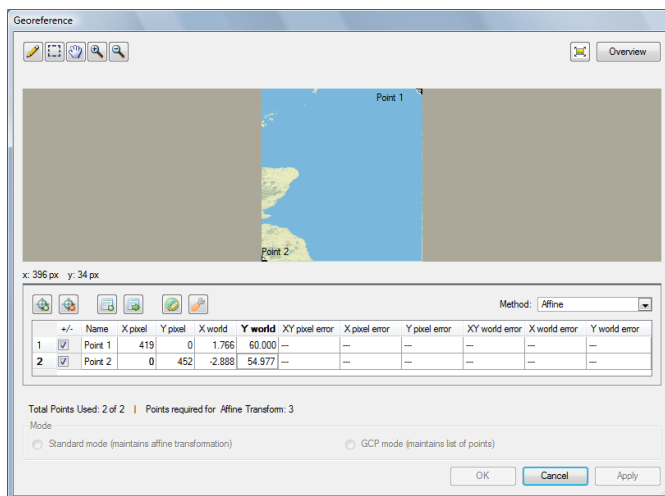 Georeference
Overview
Point 1
Point 2
x: 396 px y: 34 px
Method: Affine
+/- Name X pixel Y pixel X world Y world XY pixel error X pixel error Y pixel error XY world error X world error Y world error
1 Point 1 419 0 1.766 60.000 --- --- --- --- --- ---
2 Point 2 0 452 -2.888 54.977 --- --- --- --- --- ---
Total Points Used: 2 of 2 | Points required for Affine Transform: 3
Mode
Standard mode (maintains affine transformation) GCP mode (maintains list of points)
OK Cancel Apply